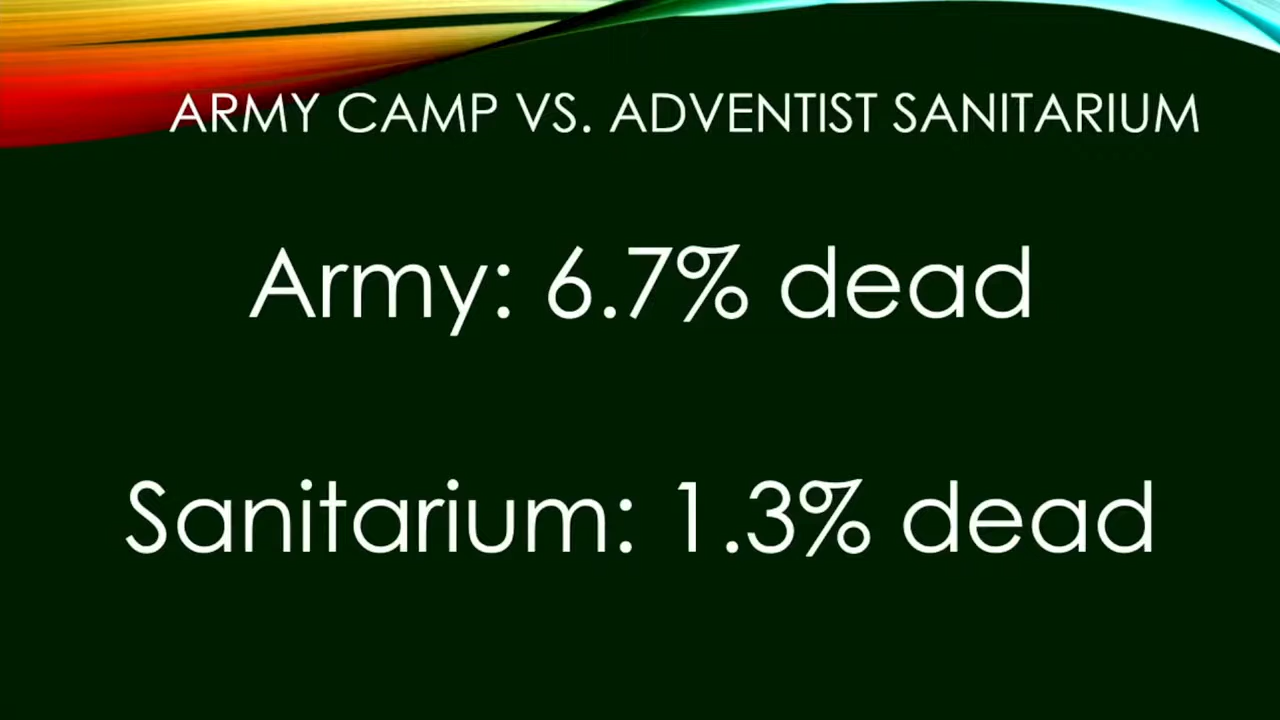 ARMY CAMP VS. ADVENTIST SANITARIUM
Army: 6.7% dead
Sanitarium: 1.3% dead